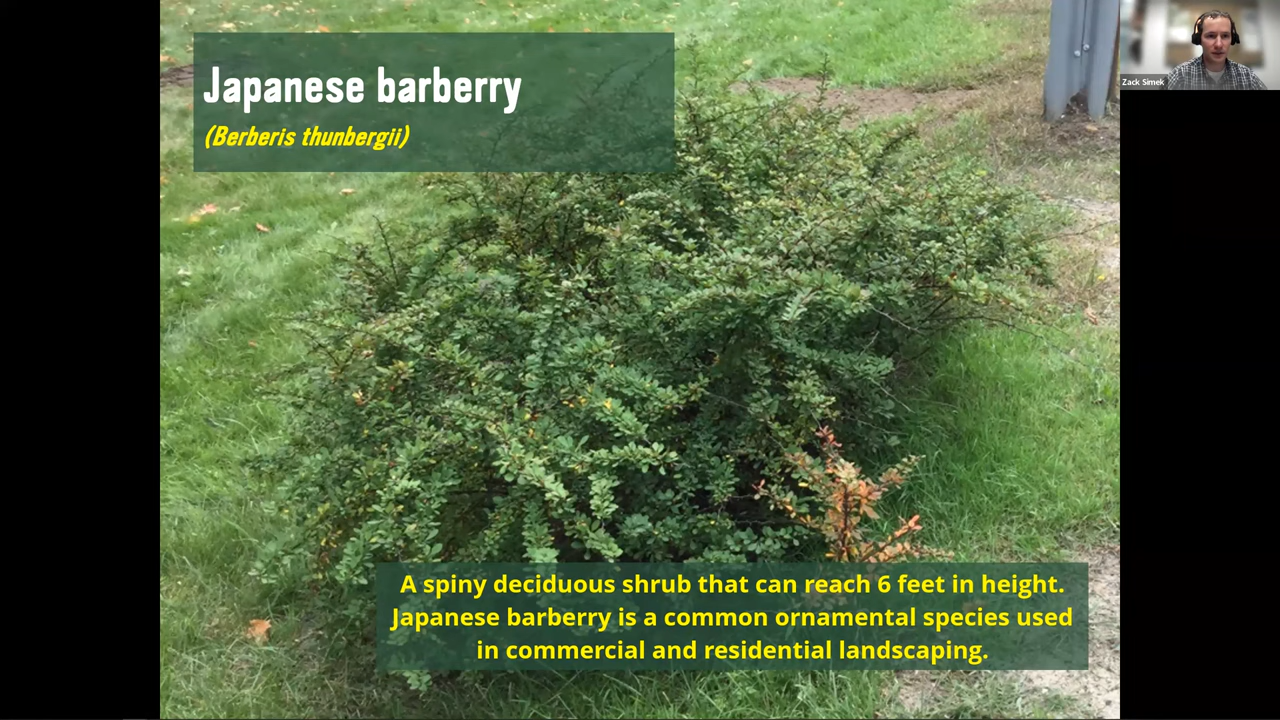 Japanese barberry
(Berberis thunbergii)
Zack Simek
A spiny deciduous shrub that can reach 6 feet in height.
Japanese barberry is a common ornamental species used
in commercial and residential landscaping.